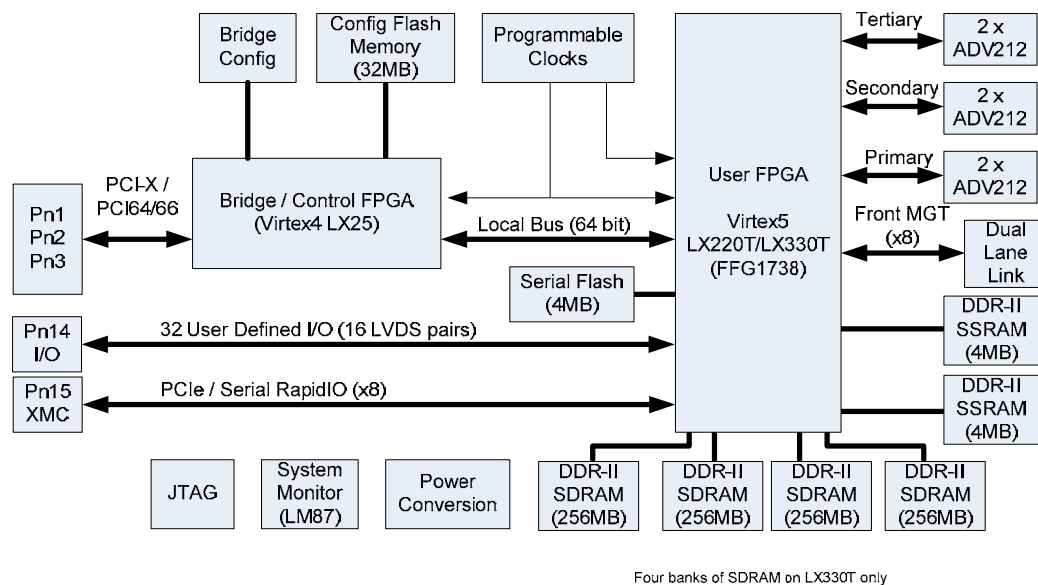 Bridge
Config
Config Flash
Memory
(32MB)
Programmable
Clocks
Tertiary
2 x
ADV212
Secondary
2 x
ADV212
Primary
2 x
ADV212
User FPGA
Virtex5
LX220T/LX330T
(FFG1738)
Bridge / Control FPGA
(Virtex4 LX25)
PCI-X /
PCI64/66
Pn1
Pn2
Pn3
Local Bus (64 bit)
Front MGT
(x8)
Dual
Lane
Link
Serial Flash
(4MB)
DDR-II
SSRAM
(4MB)
Pn14
I/O
32 User Defined I/O (16 LVDS pairs)
Pn15
XMC
PCIe / Serial RapidIO (x8)
DDR-II
SSRAM
(4MB)
JTAG
System
Monitor
(LM87)
Power
Conversion
DDR-II
SDRAM
(256MB)
DDR-II
SDRAM
(256MB)
DDR-II
SDRAM
(256MB)
DDR-II
SDRAM
(256MB)
Four banks of SDRAM on LX330T only